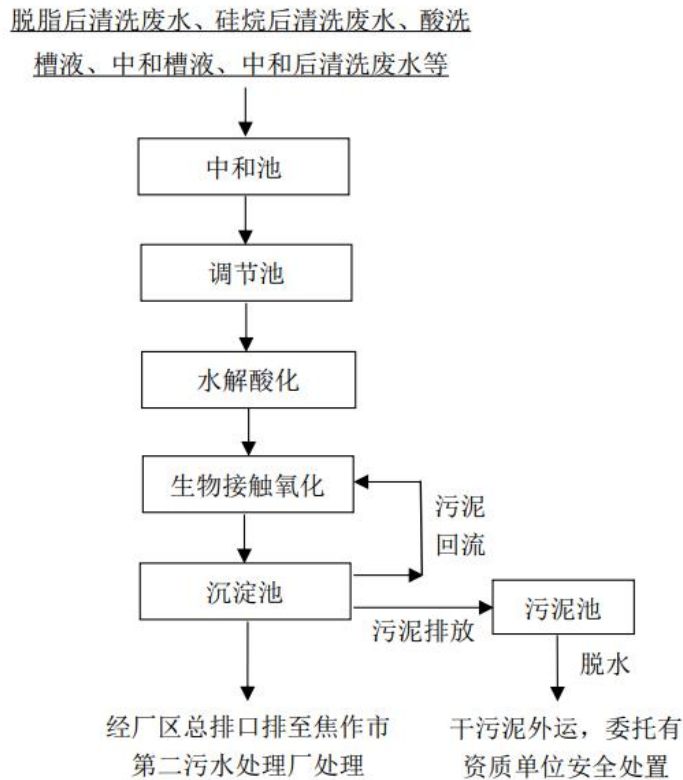 脱脂后清洗废水、硅烷后清洗废水、酸洗
槽液、中和槽液、中和后清洗废水等
中和池
调节池
水解酸化
生物接触氧化
污泥
回流
沉淀池
污泥排放
污泥池
脱水
经厂区总排口排至焦作市
第二污水处理厂处理
干污泥外运，委托有
资质单位安全处置